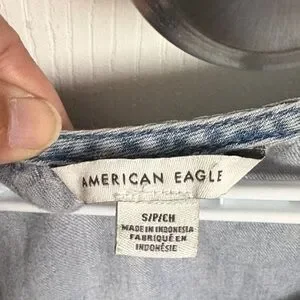 AMERICAN EAGLE
S/P/CH
MADE IN INDONESIA
FABRIQUÉ EN
INDONÉSIE